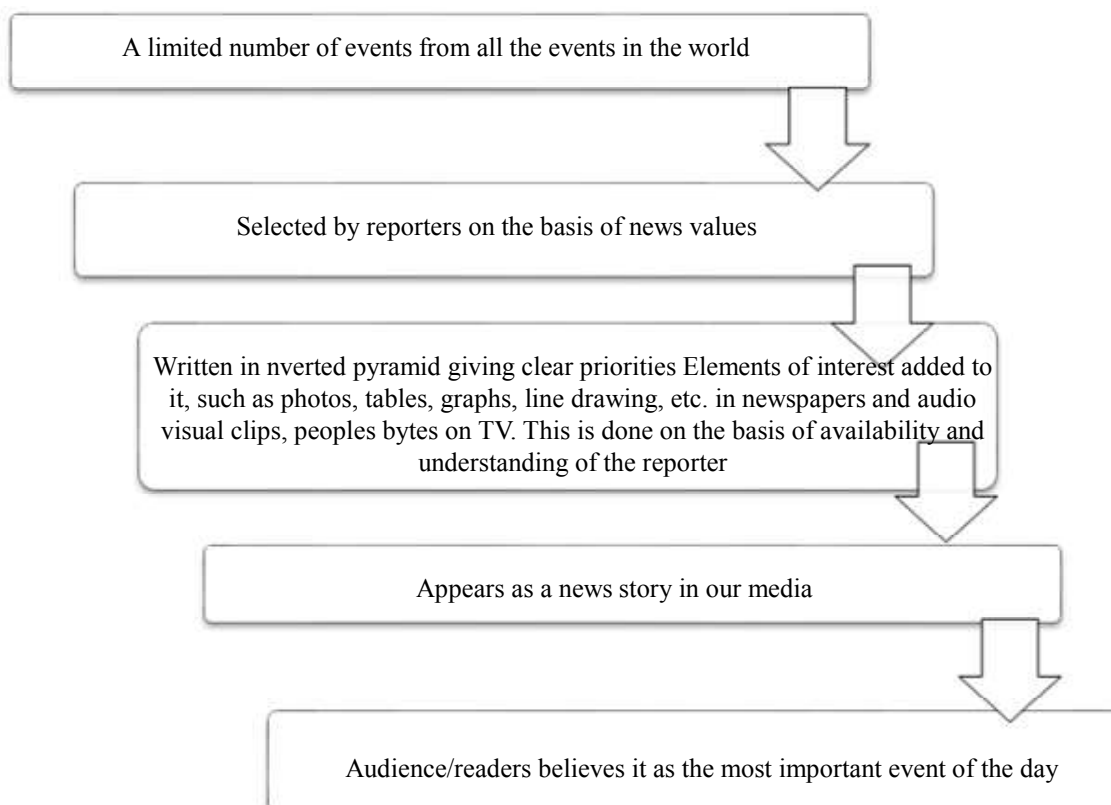 A limited number of events from all the events in the world
Selected by reporters on the basis of news values
Written in nverted pyramid giving clear priorities Elements of interest added to
it, such as photos, tables, graphs, line drawing, etc. in newspapers and audio
visual clips, peoples bytes on TV. This is done on the basis of availability and
understanding of the reporter
Appears as a news story in our media
Audience/readers believes it as the most important event of the day